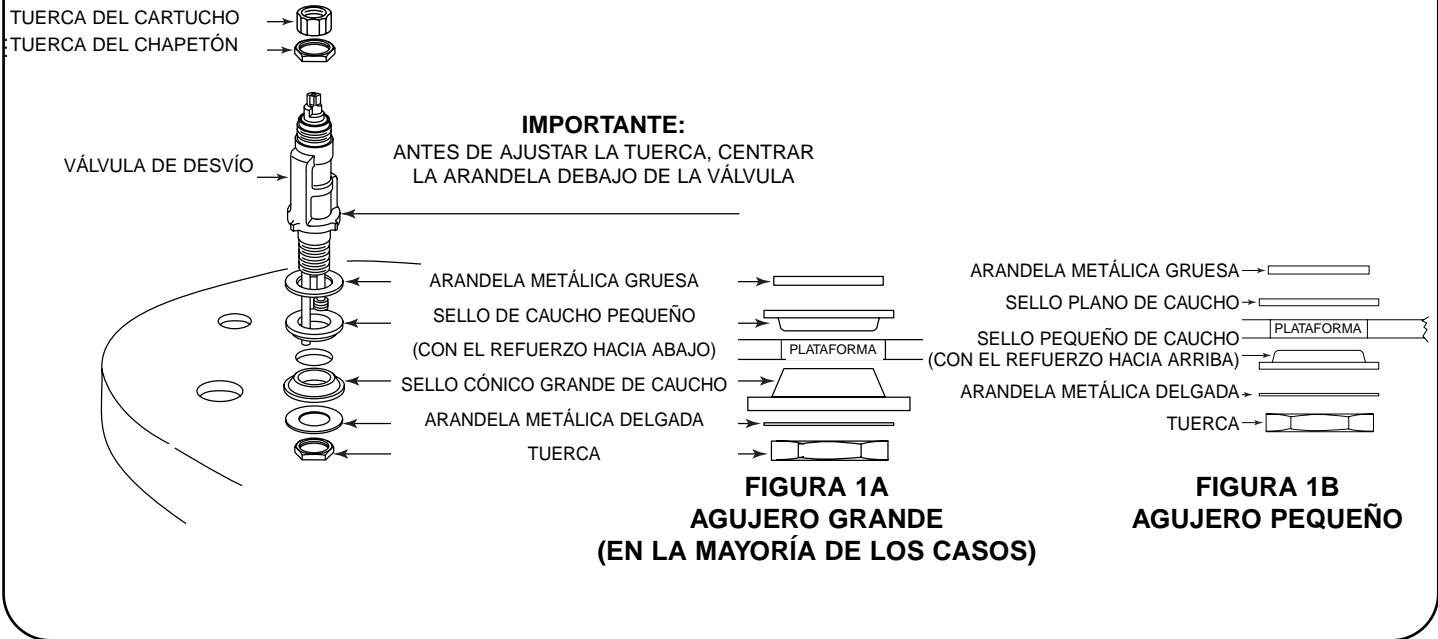 TUERCA DEL CARTUCHO
TUERCA DEL CHAPETÓN
VÁLVULA DE DESVÍO
IMPORTANTE:
ANTES DE AJUSTAR LA TUERCA, CENTRAR
LA ARANDELA DEBAJO DE LA VÁLVULA
ARANDELA METÁLICA GRUESA
SELLO DE CAUCHO PEQUEÑO
(CON EL REFUERZO HACIA ABAJO)
PLATAFORMA
SELLO CÓNICO GRANDE DE CAUCHO
ARANDELA METÁLICA DELGADA
TUERCA
FIGURA 1A
AGUJERO GRANDE
(EN LA MAYORÍA DE LOS CASOS)
ARANDELA METÁLICA GRUESA
SELLO PLANO DE CAUCHO
PLATAFORMA
SELLO PEQUEÑO DE CAUCHO
(CON EL REFUERZO HACIA ARRIBA)
ARANDELA METÁLICA DELGADA
TUERCA
FIGURA 1B
AGUJERO PEQUEÑO